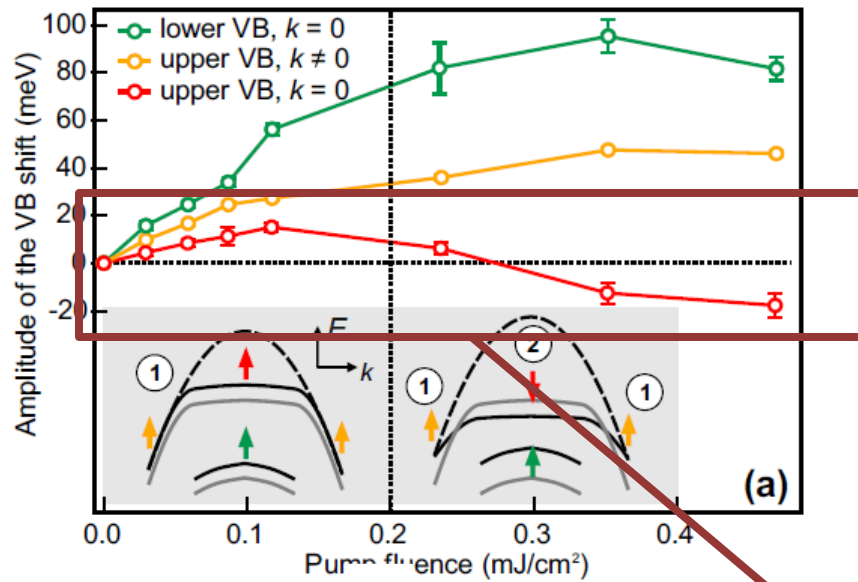 Amplitude of the VB shift (meV)
100
80
60
40
20
0
-20
lower VB, k = 0
upper VB, k ≠ 0
upper VB, k = 0
E
k
1
2
1
1
(a)
0.0
0.1
0.2
0.3
0.4
Pump fluence (mJ/cm²)